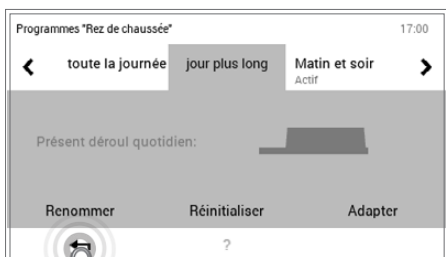 Programmes "Rez de chaussée" 17:00
toute la journée jour plus long Matin et soir
Actif
Présent déroul quotidien:
Renommer Réinitialiser Adapter
?